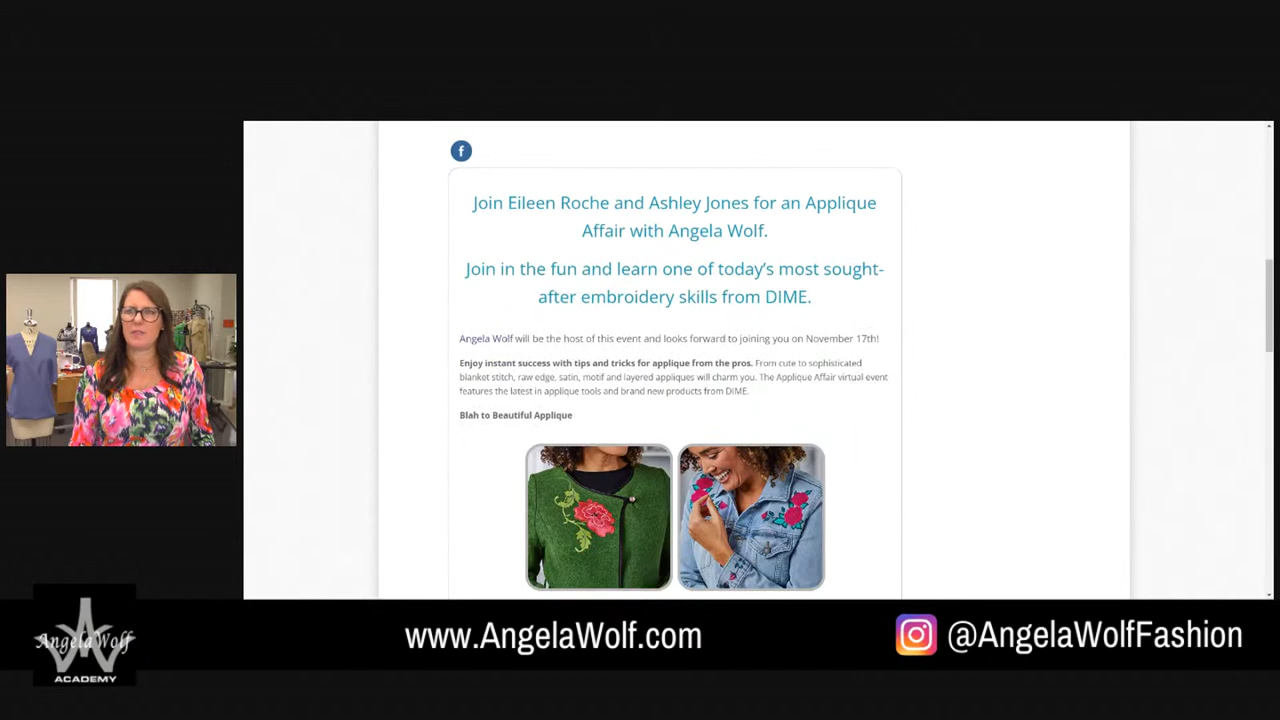 f
Join Eileen Roche and Ashley Jones for an Applique
Affair with Angela Wolf.
Join in the fun and learn one of today's most sought-
after embroidery skills from DIME.
Angela Wolf will be the host of this event and looks forward to joining you on November 17th!
Enjoy instant success with tips and tricks for applique from the pros. From cute to sophisticated
blanket stitch, raw edge, satin, motif and layered appliques will charm you. The Applique Affair virtual event
features the latest in applique tools and brand new products from DIME.
Blah to Beautiful Applique
Angela Wolf
ACADEMY
www.AngelaWolf.com
@AngelaWolfFashion